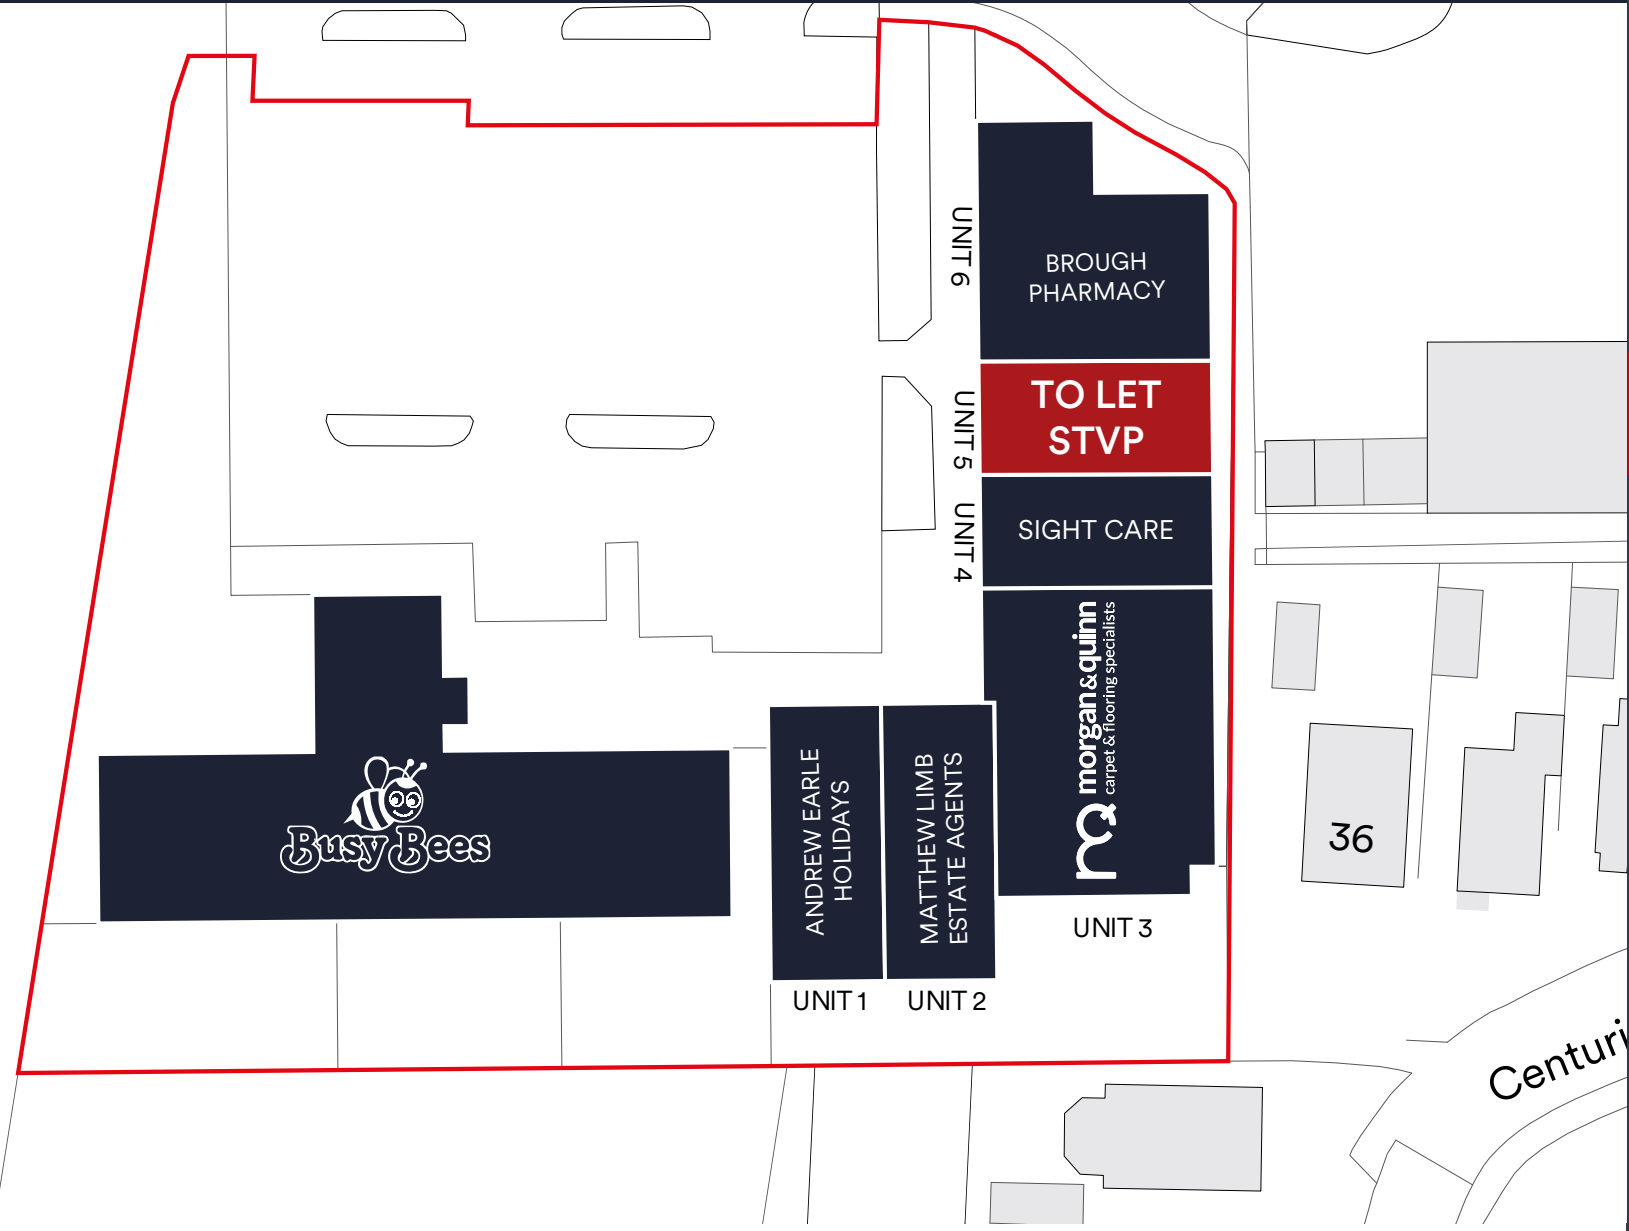 UNIT 6
BROUGH
PHARMACY
UNIT 5
TO LET
STVP
UNIT 4
SIGHT CARE
morgan&quinn
carpet & flooring specialists
mq
UNIT 3
Busy Bees
ANDREW EARLE
HOLIDAYS
UNIT 1
MATTHEW LIMB
ESTATE AGENTS
UNIT 2
36
Centuri